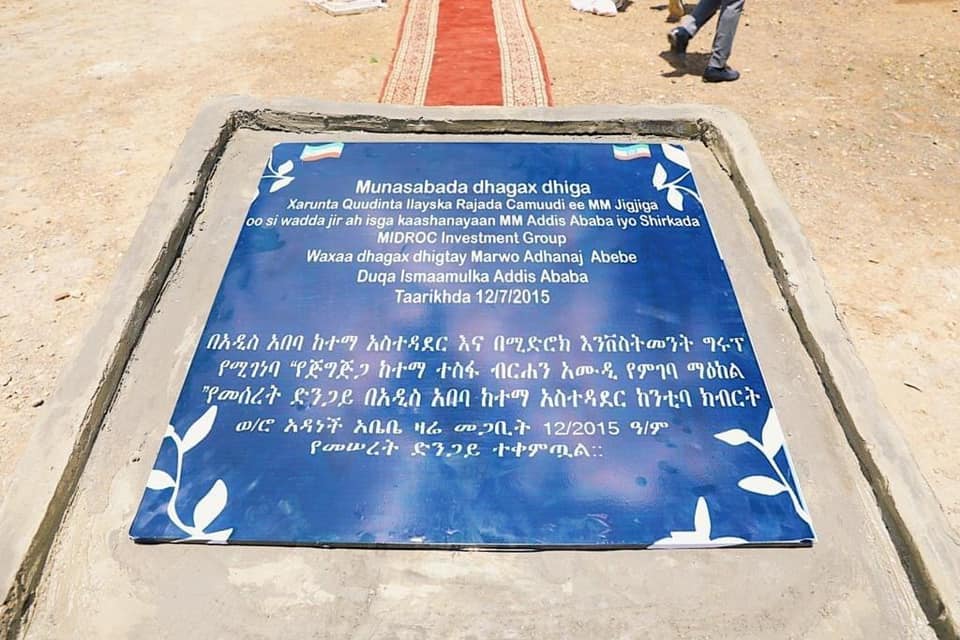 Munasabada dhagax dhiga
Xarunta Quudinta Ilayska Rajada Camuudi ee MM Jigjiga
oo si wadda jir ah isga kaashanayaan MM Addis Ababa iyo Shirkada
MIDROC Investment Group
Waxaa dhagax dhigtay Marwo Adhanaj Abebe
Duqa Ismaamulka Addis Ababa
Taarikhda 12/7/2015
በአዲስ አበባ ከተማ አስተዳደር እና በሚድሮክ እንቨስትመንት ግሩፕ
የሚገነባ "የጅግጅጋ ከተማ ተስፋ ብርሐን አሙዲ የምገባ ማዕከል
"የመሰረት ድንጋይ በአዲስ አበባ ከተማ አስተዳደር ከንቲባ ክብርት
ወ/ሮ አዳነች አቤቤ ዛሬ መጋቢት 12/2015 ዓ/ም
የመሠረት ድንጋይ ተቀምጧል፡፡